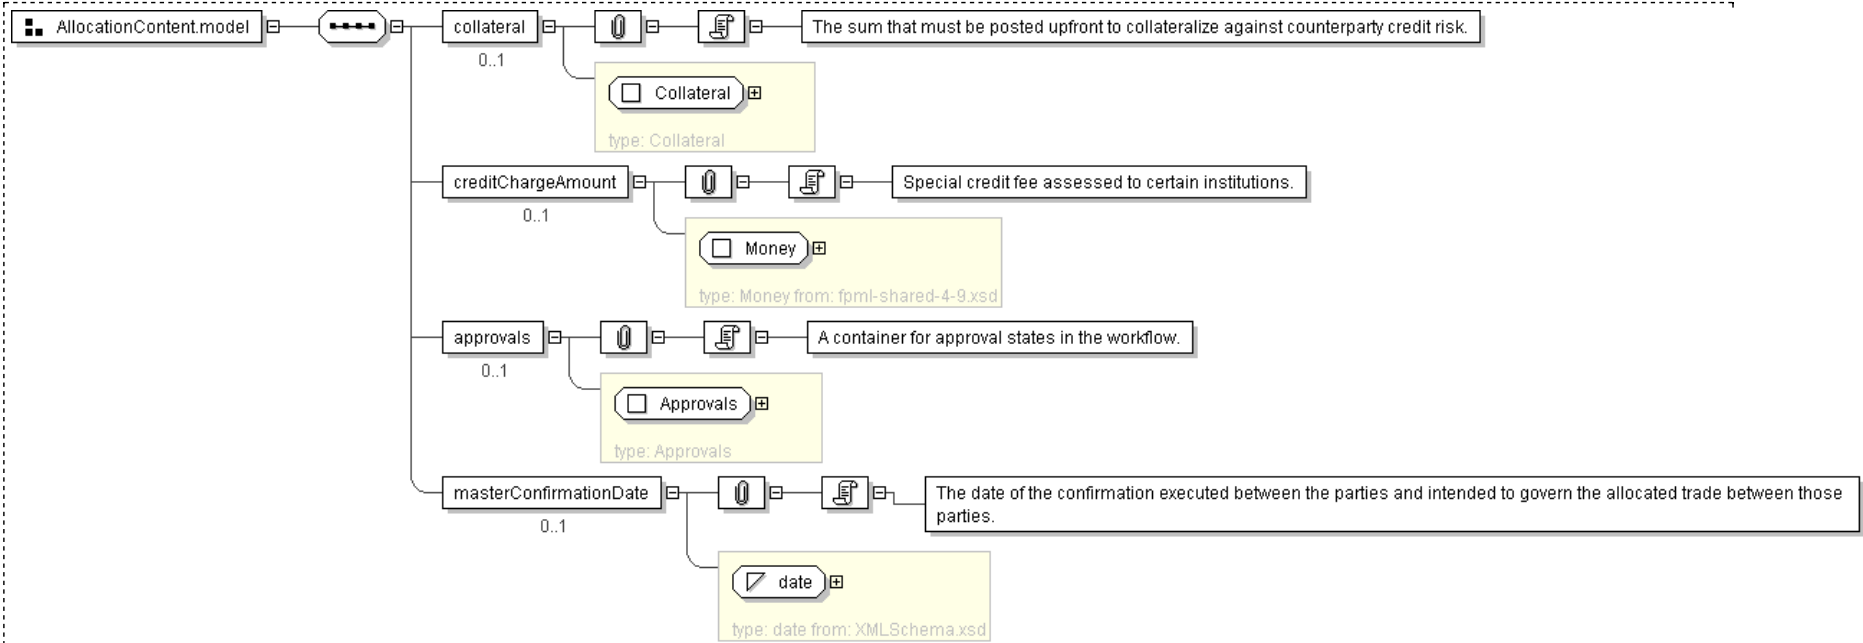 AllocationContent.model
collateral
The sum that must be posted upfront to collateralize against counterparty credit risk.
0..1
Collateral
type: Collateral
creditChargeAmount
Special credit fee assessed to certain institutions.
0..1
Money
type: Money from: fpml-shared-4-9.xsd
approvals
A container for approval states in the workflow.
0..1
Approvals
type: Approvals
masterConfirmationDate
The date of the confirmation executed between the parties and intended to govern the allocated trade between those
parties.
0..1
date
type: date from: XMLSchema.xsd